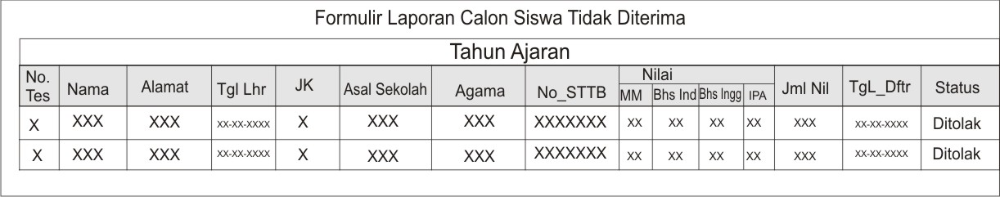 Formulir Laporan Calon Siswa Tidak Diterima
Tahun Ajaran
No. Tes Nama Alamat Tgl Lhr JK Asal Sekolah Agama No_STTB Nilai MM Bhs Ind Bhs Ingg IPA Jml Nil TgL_Dftr Status
X XXX XXX XX-XX-XXXX X XXX XXX XXXXXXX XX XX XX XX XXX XX-XX-XXXX Ditolak
X XXX XXX XX-XX-XXXX X XXX XXX XXXXXXX XX XX XX XX XXX XX-XX-XXXX Ditolak